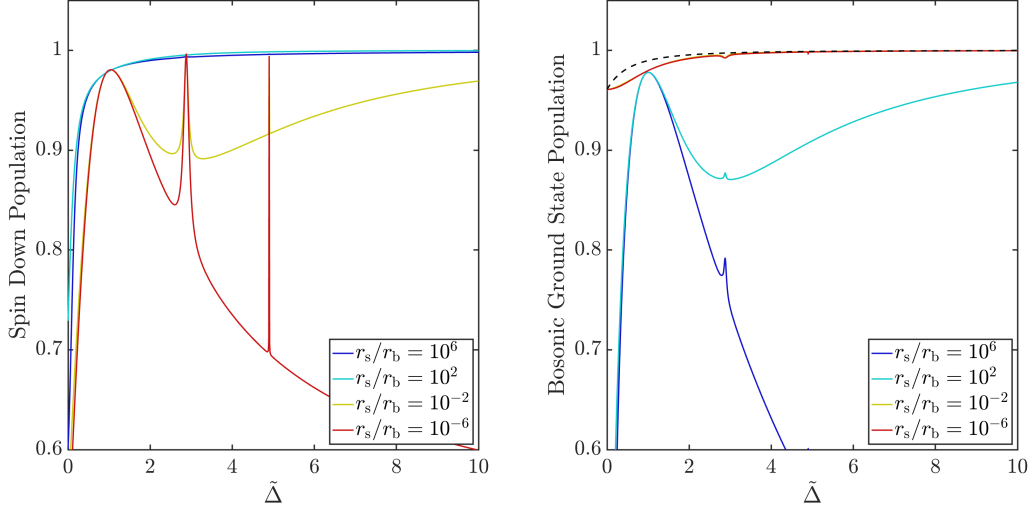 Spin Down Population
1
0.9
0.8
0.7
0.6
0 2 4 6 8 10
Δ̃
r_s/r_b = 10^6
r_s/r_b = 10^2
r_s/r_b = 10^-2
r_s/r_b = 10^-6
Bosonic Ground State Population
1
0.9
0.8
0.7
0.6
0 2 4 6 8 10
Δ̃
r_s/r_b = 10^6
r_s/r_b = 10^2
r_s/r_b = 10^-2
r_s/r_b = 10^-6